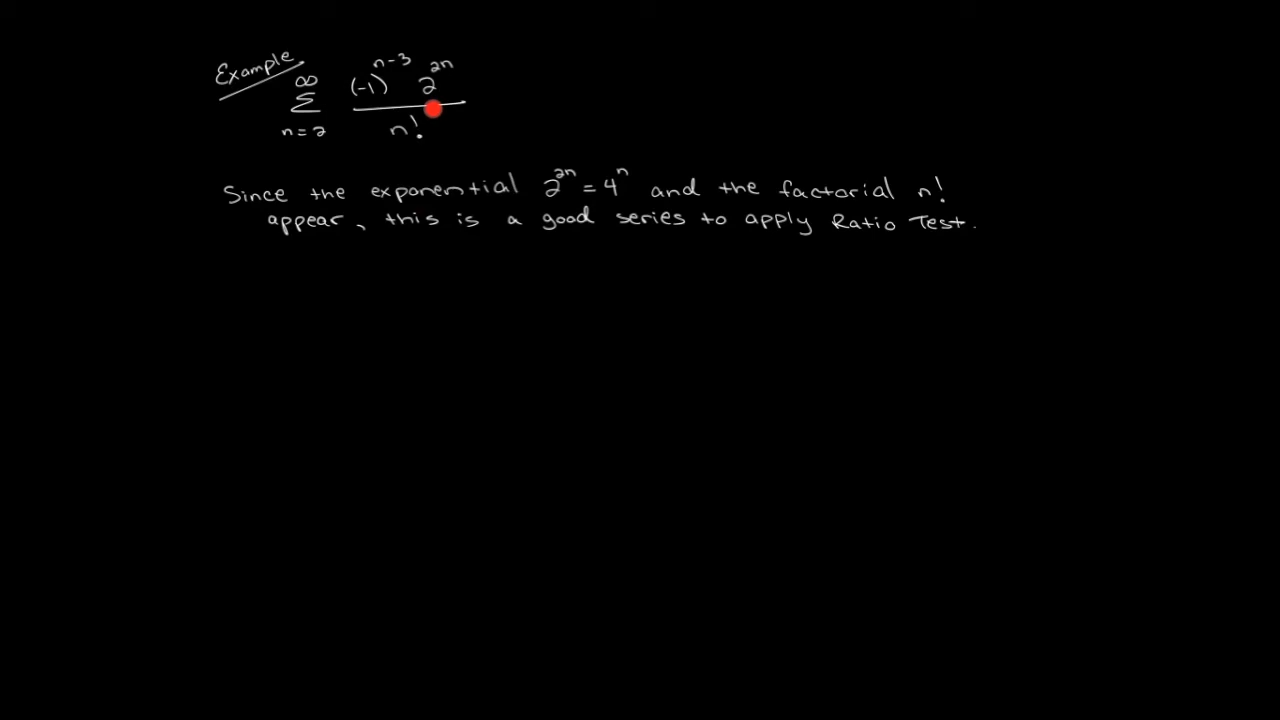 Example
∞
Σ (-1)^{n-3} 2^{2n}
n=2 n!
Since the exponential 2^{2n} = 4^n and the factorial n!
appear, this is a good series to apply Ratio Test.